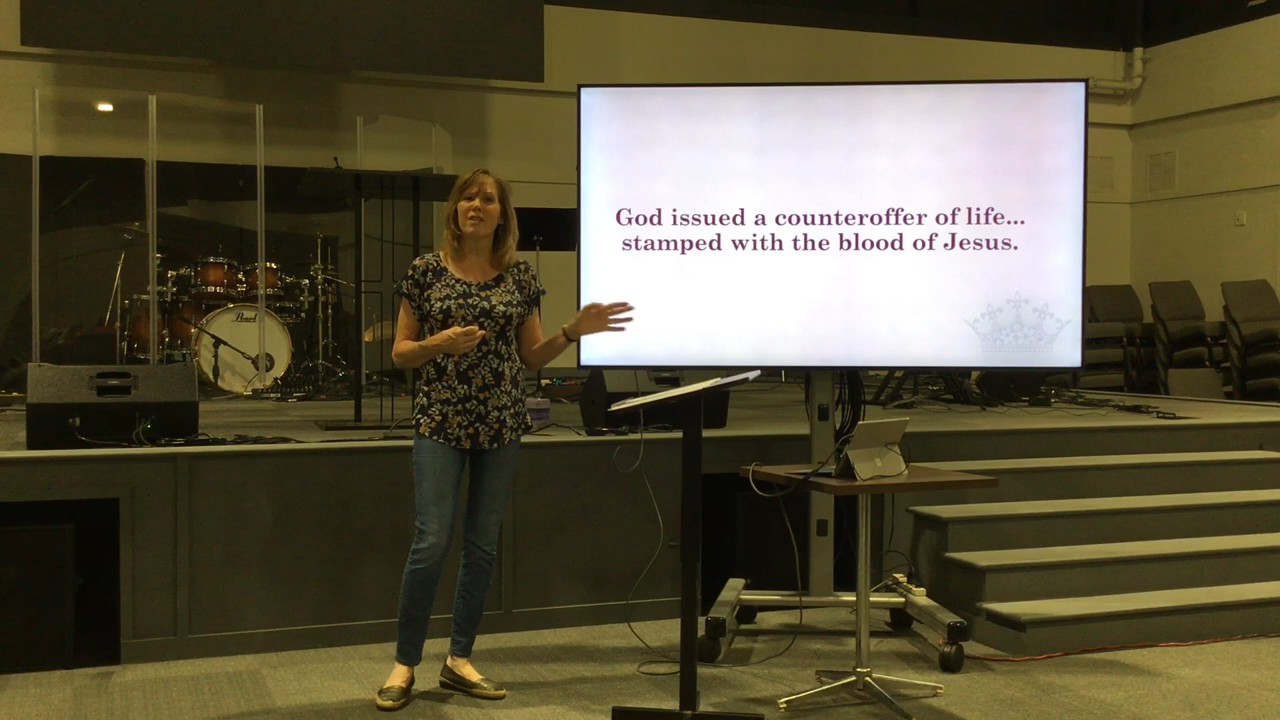 God issued a counteroffer of life...
stamped with the blood of Jesus.
Pearl